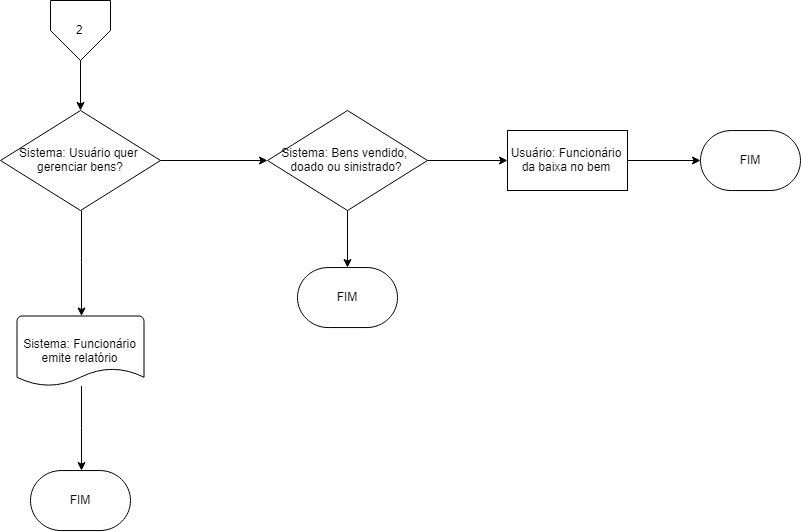 2
Sistema: Usuário quer
gerenciar bens?
Sistema: Bens vendido,
doado ou sinistrado?
Usuário: Funcionário
da baixa no bem
FIM
FIM
Sistema: Funcionário
emite relatório
FIM